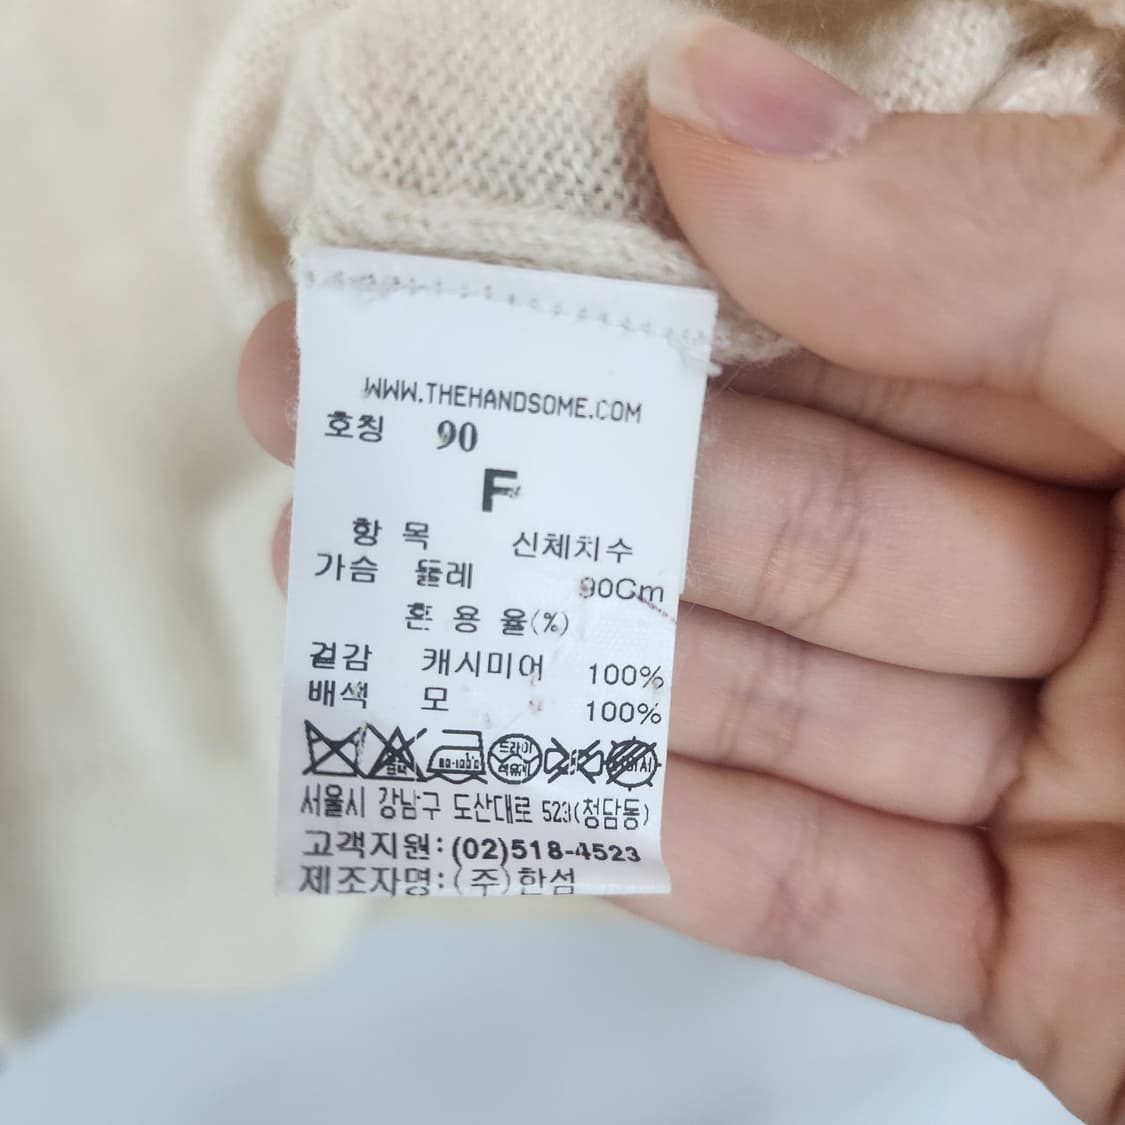 WWW.THEHANDSOME.COM
호칭 90
F
항 목 신체치수
가슴 둘레 90Cm
혼 용 율(%)
겉감 캐시미어 100%
배색 모 100%
드라이
서울시 강남구 도산대로 523(청담동)
고객지원: (02)518-4523
제조자명: (주)한섬